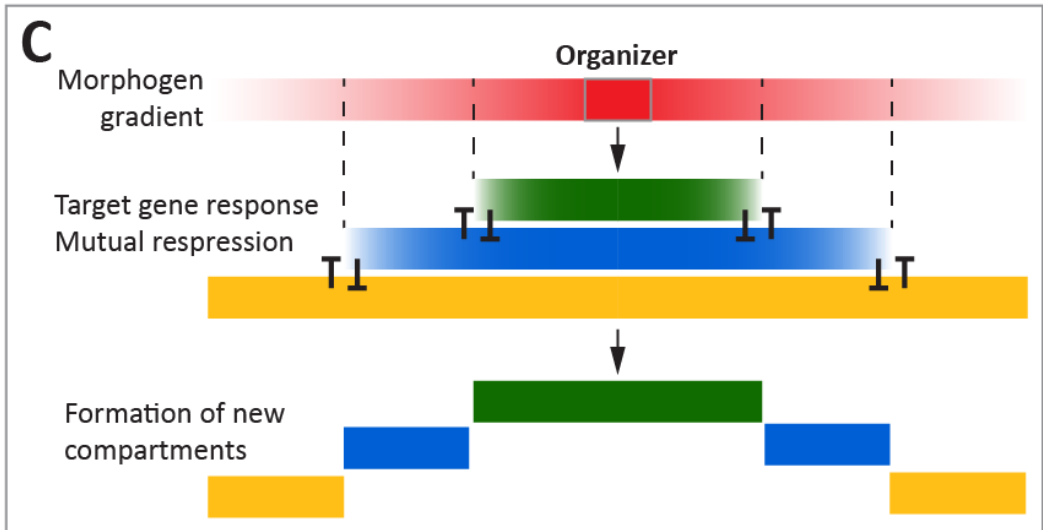 C
Organizer
Morphogen
gradient
Target gene response
Mutual respression
Formation of new
compartments